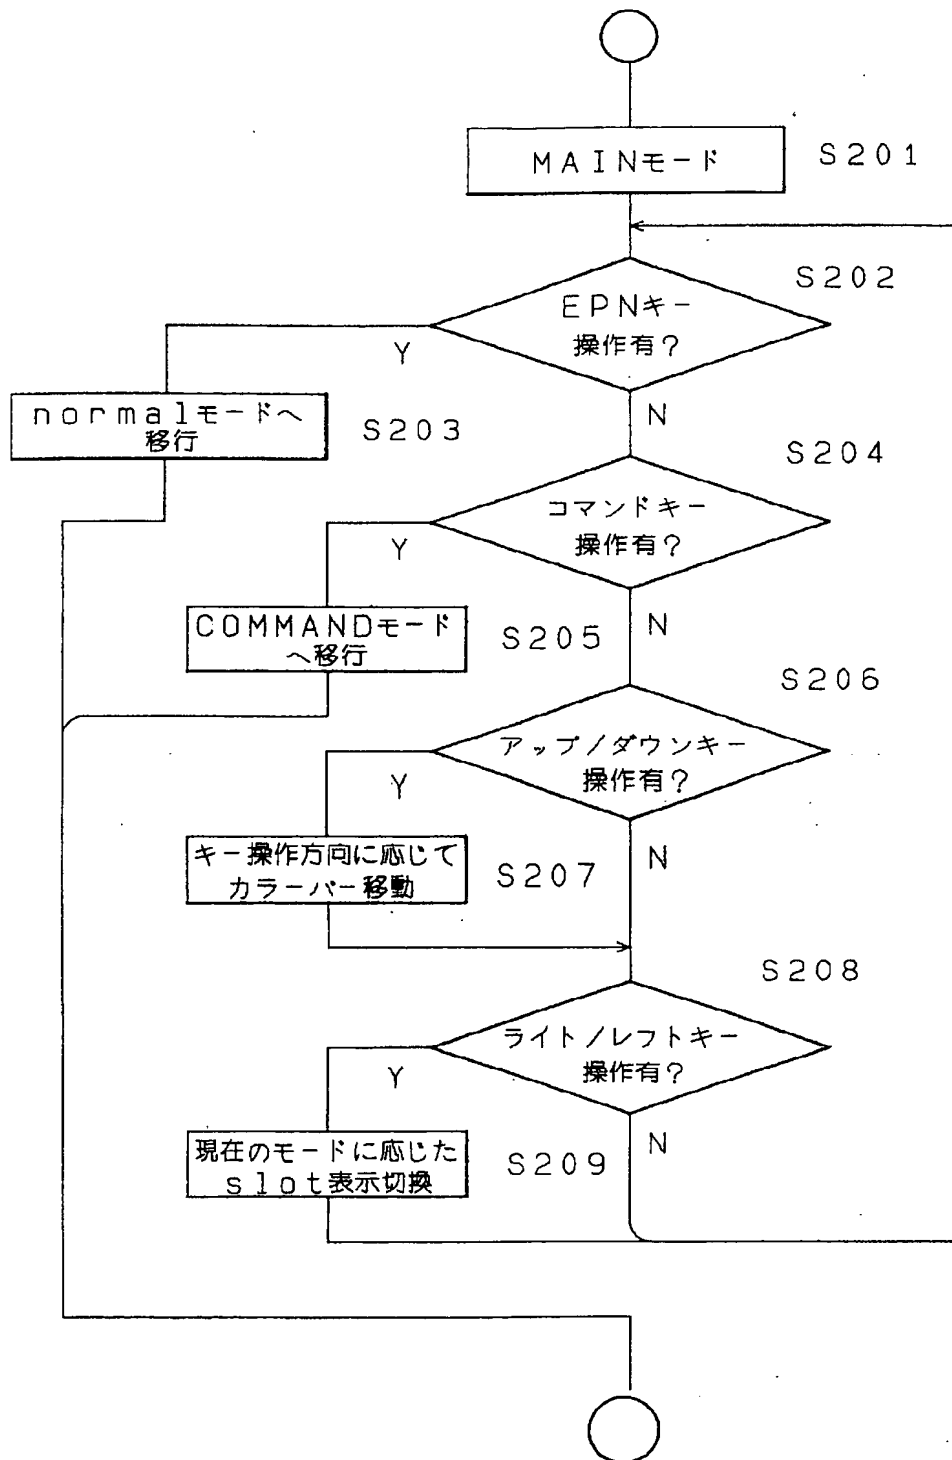 MAINモード
S201
S202
EPNキー
操作有?
Y
N
normalモードへ
移行
S203
S204
コマンドキー
操作有?
Y
N
COMMANDモード
へ移行
S205
S206
アップ/ダウンキー
操作有?
Y
N
キー操作方向に応じて
カラーバー移動
S207
S208
ライト/レフトキー
操作有?
Y
N
現在のモードに応じた
slot表示切換
S209